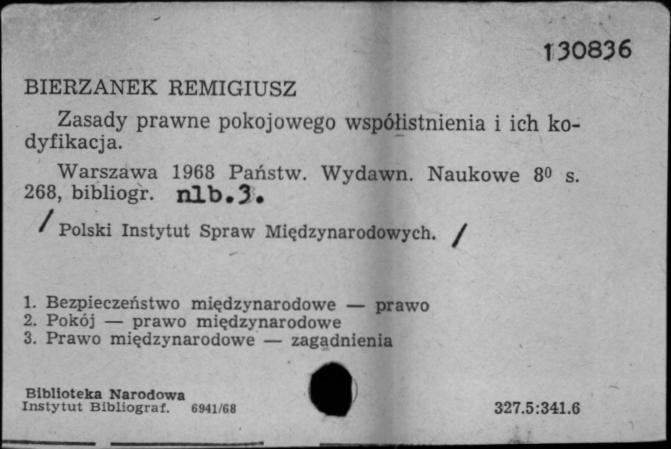 130836
BIERZANEK REMIGIUSZ
Zasady prawne pokojowego współistnienia i ich ko-
dyfikacja.
Warszawa 1968 Państw. Wydawn. Naukowe 8⁰ s.
268, bibliogr. nlb.3.
/ Polski Instytut Spraw Międzynarodowych. /
1. Bezpieczeństwo międzynarodowe — prawo
2. Pokój — prawo międzynarodowe
3. Prawo międzynarodowe — zagadnienia
Biblioteka Narodowa
Instytut Bibliograf. 6941/68 327.5:341.6